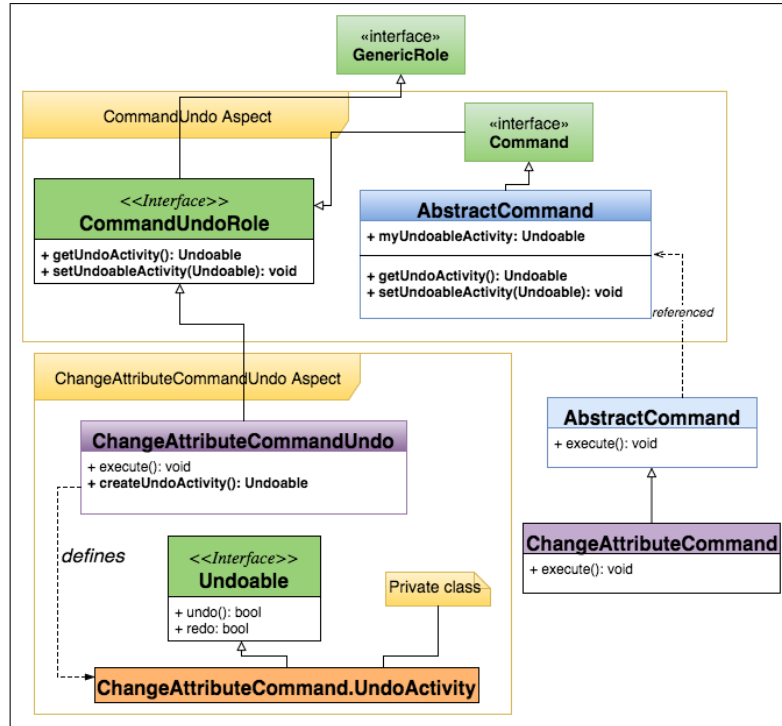 «interface»
GenericRole
CommandUndo Aspect
«interface»
Command
<<Interface>>
CommandUndoRole
+ getUndoActivity(): Undoable
+ setUndoableActivity(Undoable): void
AbstractCommand
+ myUndoableActivity: Undoable
+ getUndoActivity(): Undoable
+ setUndoableActivity(Undoable): void
referenced
ChangeAttributeCommandUndo Aspect
ChangeAttributeCommandUndo
+ execute(): void
+ createUndoActivity(): Undoable
AbstractCommand
+ execute(): void
ChangeAttributeCommand
+ execute(): void
defines
<<Interface>>
Undoable
+ undo(): bool
+ redo: bool
Private class
ChangeAttributeCommand.UndoActivity